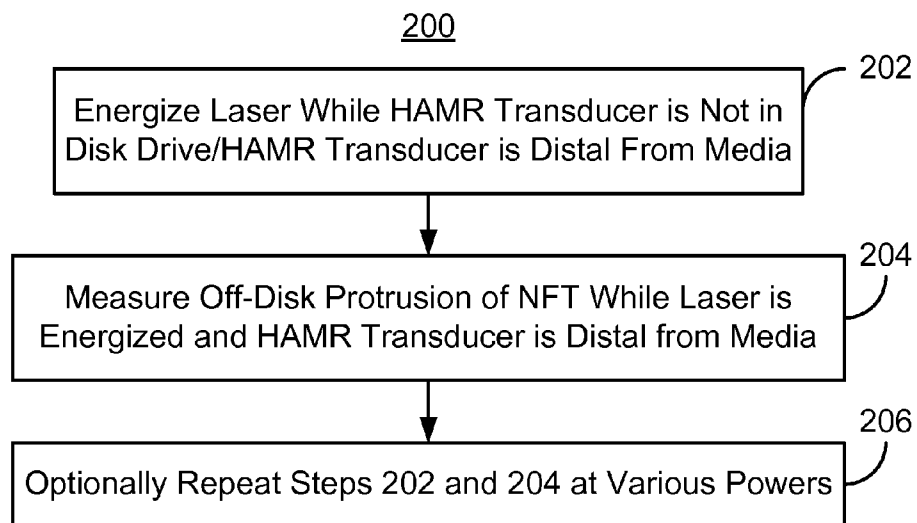 200
202
Energize Laser While HAMR Transducer is Not in
Disk Drive/HAMR Transducer is Distal From Media
204
Measure Off-Disk Protrusion of NFT While Laser is
Energized and HAMR Transducer is Distal from Media
206
Optionally Repeat Steps 202 and 204 at Various Powers